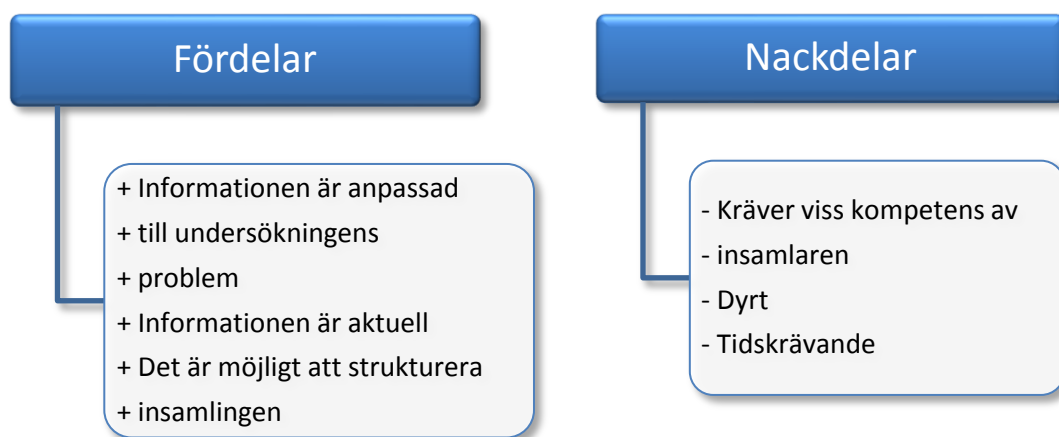 Fördelar
+ Informationen är anpassad
+ till undersökningens
+ problem
+ Informationen är aktuell
+ Det är möjligt att strukturera
+ insamlingen
Nackdelar
- Kräver viss kompetens av
- insamlaren
- Dyrt
- Tidskrävande